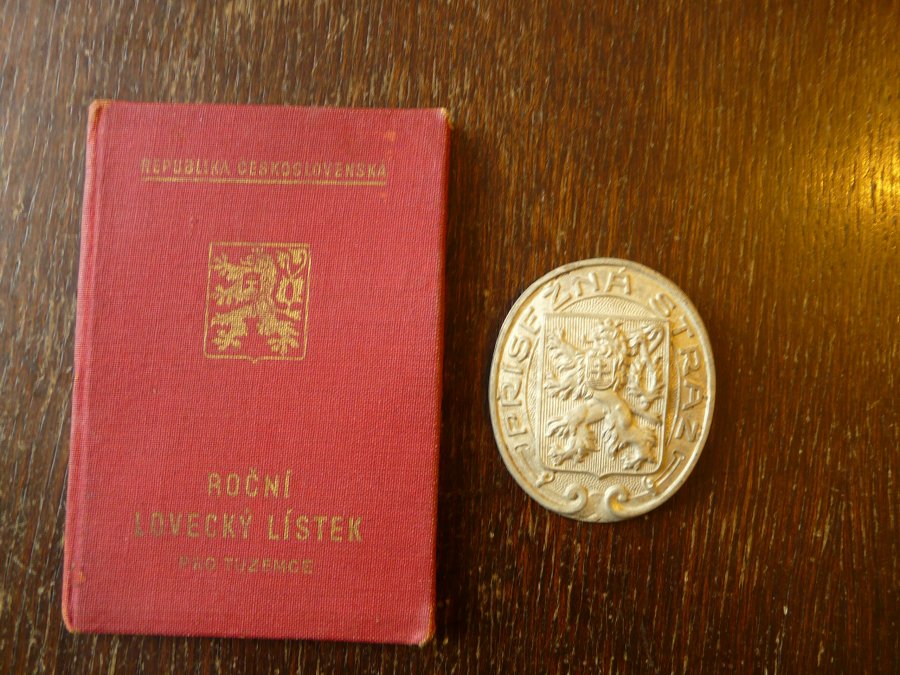 REPUBLIKA ČESKOSLOVENSKÁ
ROČNÍ
LOVECKÝ LÍSTEK
PRO TUZEMCE
PŘÍSEŽNÁ STRÁŽ